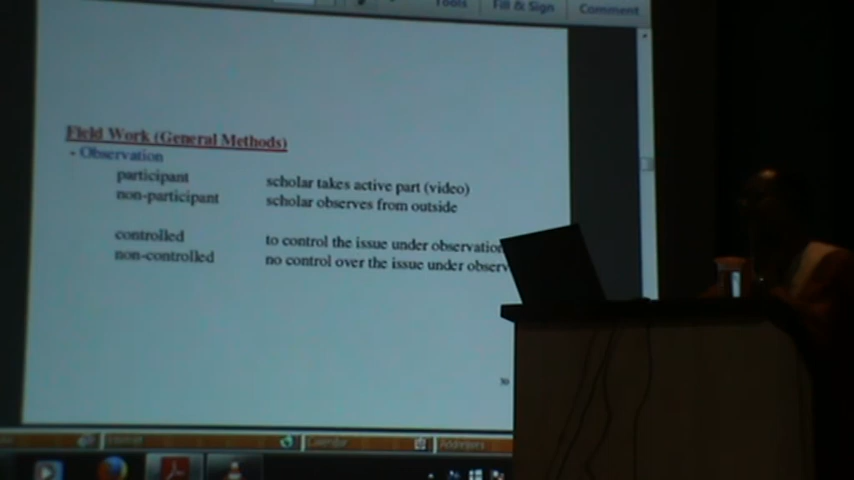 Tools Fill & Sign Comment
Field Work (General Methods)
- Observation
participant scholar takes active part (video)
non-participant scholar observes from outside
controlled to control the issue under observation
non-controlled no control over the issue under observ
Calendar